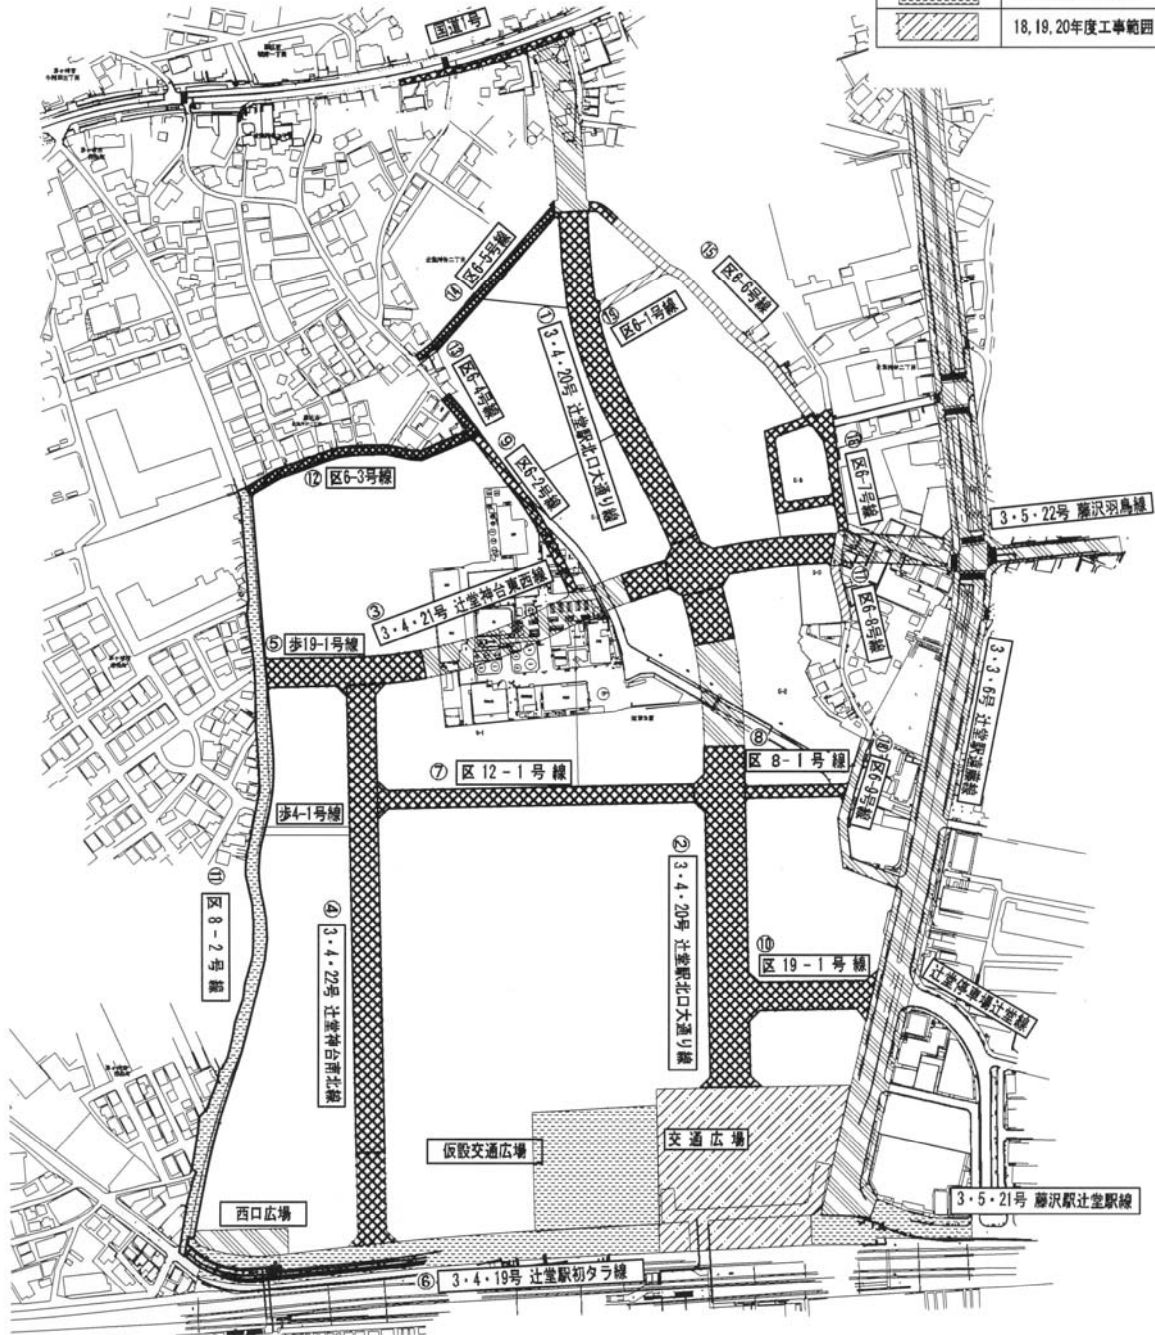 18,19,20年度工事範囲
国道1号
⑭ 区6-5号線
⑮ 区6-6号線
① 3・4・20号 辻堂駅北口大通り線
⑲ 区6-1号線
⑬ 区6-4号線
⑨ 区6-2号線
⑫ 区6-3号線
⑯ 区6-7号線
3・5・22号 藤沢羽鳥線
⑰ 区6-8号線
③ 3・4・21号 辻堂神台東西線
⑤ 歩19-1号線
3・3・6号 辻堂駅遠藤線
⑧ 区 8-1 号 線
⑦ 区 12-1 号 線
⑱ 区6-9号線
歩4-1号線
② 3・4・20号 辻堂駅北口大通り線
⑪ 区 8-2 号 線
④ 3・4・22号 辻堂神台南北線
⑩ 区 19-1 号 線
辻堂停車場辻堂線
仮設交通広場
交 通 広 場
西口広場
3・5・21号 藤沢駅辻堂駅線
⑥ 3・4・19号 辻堂駅初タラ線